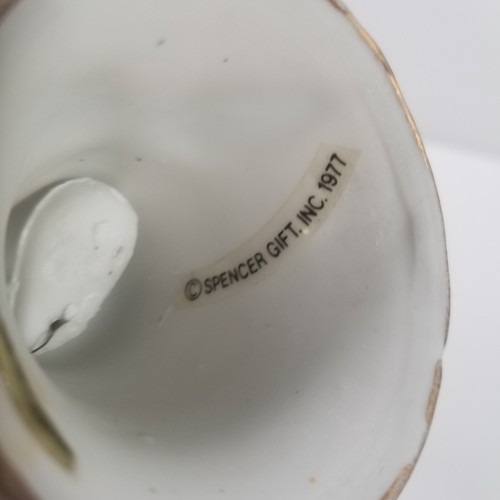 ©SPENCER GIFT, INC. 1977